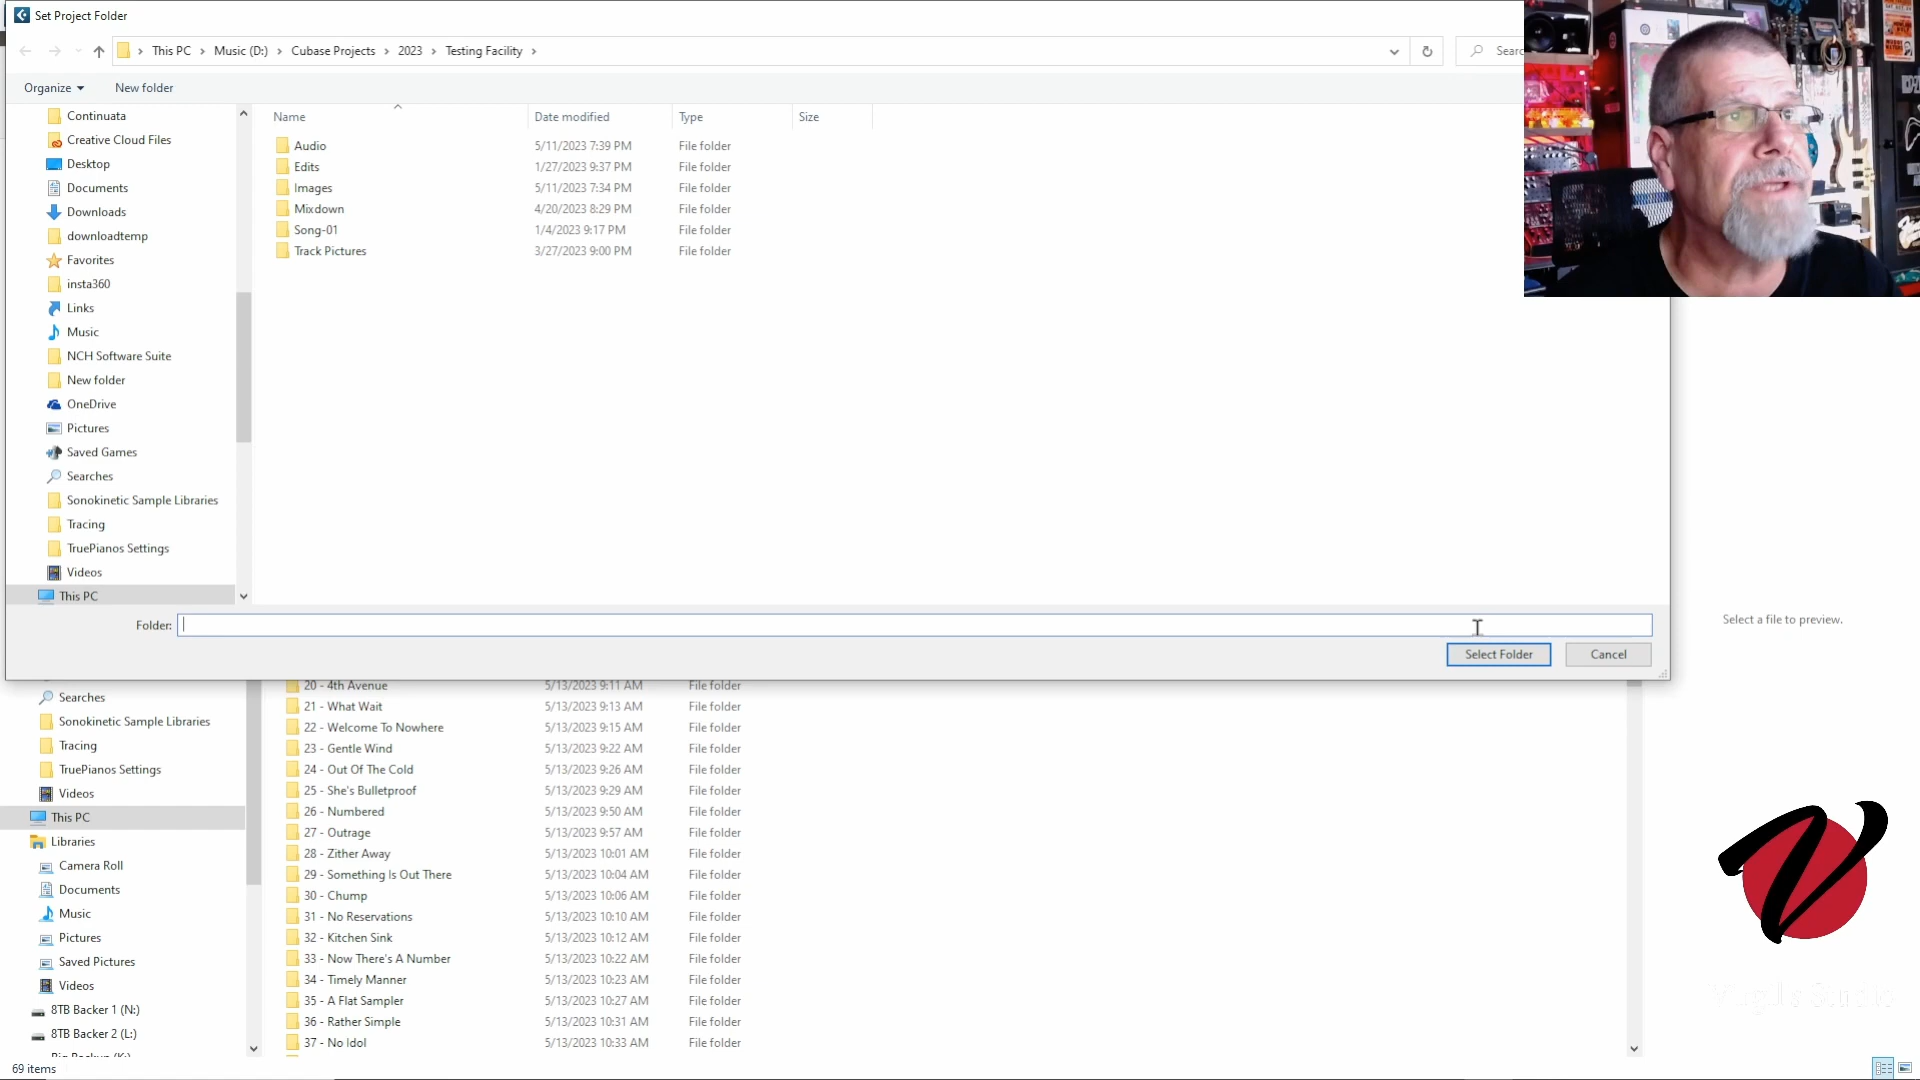 Set Project Folder
This PC > Music (D:) > Cubase Projects > 2023 > Testing Facility >
Organize New folder
Name Date modified Type Size
Continuata
Creative Cloud Files
Desktop
Documents
Downloads
downloadtemp
Favorites
insta360
Links
Music
NCH Software Suite
New folder
OneDrive
Pictures
Saved Games
Searches
Sonokinetic Sample Libraries
Tracing
TruePianos Settings
Videos
This PC
Audio 5/11/2023 7:39 PM File folder
Edits 1/27/2023 9:37 PM File folder
Images 5/11/2023 7:34 PM File folder
Mixdown 4/20/2023 8:29 PM File folder
Song-01 1/4/2023 9:17 PM File folder
Track Pictures 3/27/2023 9:00 PM File folder
Folder:
Select Folder Cancel
Select a file to preview.
Searches
Sonokinetic Sample Libraries
Tracing
TruePianos Settings
Videos
This PC
Libraries
Camera Roll
Documents
Music
Pictures
Saved Pictures
Videos
8TB Backer 1 (N:)
8TB Backer 2 (L:)
20 - 4th Avenue 5/13/2023 9:11 AM File folder
21 - What Wait 5/13/2023 9:13 AM File folder
22 - Welcome To Nowhere 5/13/2023 9:15 AM File folder
23 - Gentle Wind 5/13/2023 9:22 AM File folder
24 - Out Of The Cold 5/13/2023 9:26 AM File folder
25 - She's Bulletproof 5/13/2023 9:29 AM File folder
26 - Numbered 5/13/2023 9:50 AM File folder
27 - Outrage 5/13/2023 9:57 AM File folder
28 - Zither Away 5/13/2023 10:01 AM File folder
29 - Something Is Out There 5/13/2023 10:04 AM File folder
30 - Chump 5/13/2023 10:06 AM File folder
31 - No Reservations 5/13/2023 10:10 AM File folder
32 - Kitchen Sink 5/13/2023 10:12 AM File folder
33 - Now There's A Number 5/13/2023 10:22 AM File folder
34 - Timely Manner 5/13/2023 10:23 AM File folder
35 - A Flat Sampler 5/13/2023 10:27 AM File folder
36 - Rather Simple 5/13/2023 10:31 AM File folder
37 - No Idol 5/13/2023 10:33 AM File folder
69 items